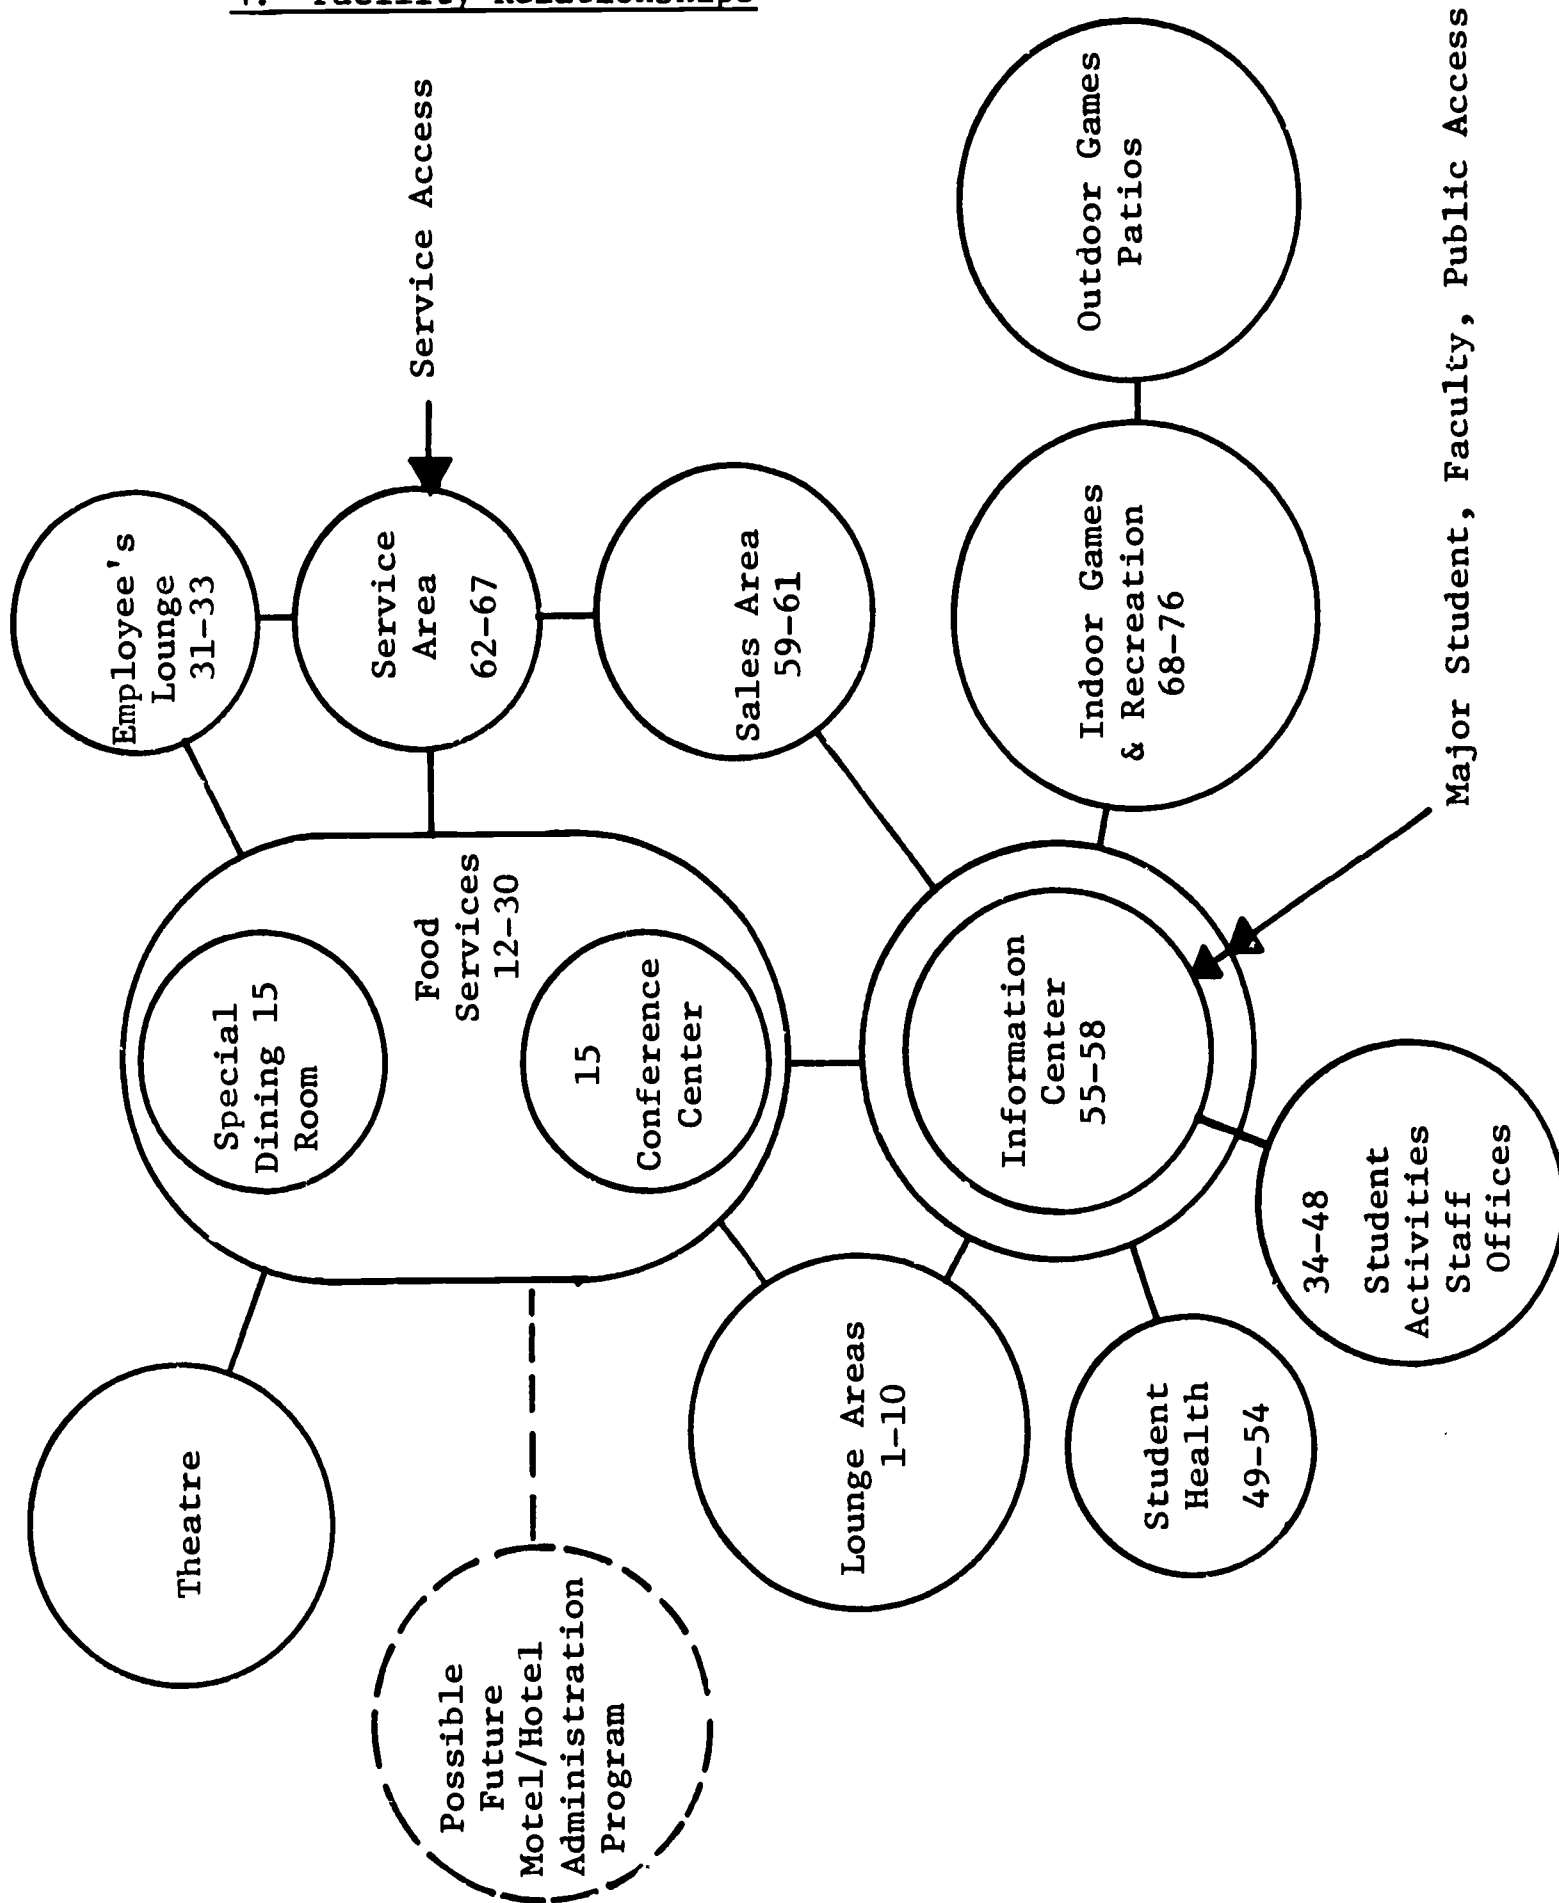 Facility Relationships
Service Access
Employee's
Lounge
31-33
Service
Area
62-67
Sales Area
59-61
Outdoor Games
Patios
Indoor Games
& Recreation
68-76
Major Student, Faculty, Public Access
Food
Services
12-30
Special
Dining 15
Room
15
Conference
Center
Information
Center
55-58
Theatre
Possible
Future
Motel/Hotel
Administration
Program
Lounge Areas
1-10
Student
Health
49-54
34-48
Student
Activities
Staff
Offices